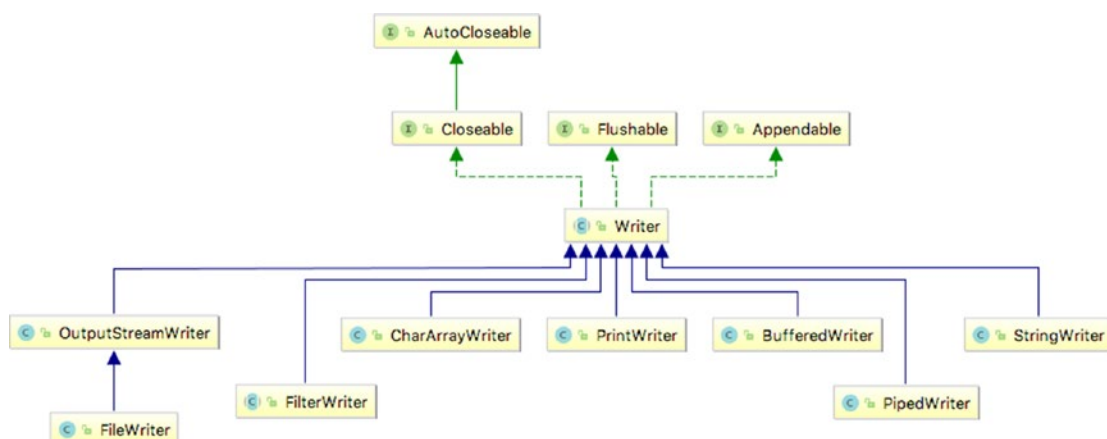 AutoCloseable
Closeable
Flushable
Appendable
Writer
OutputStreamWriter
CharArrayWriter
PrintWriter
BufferedWriter
StringWriter
FilterWriter
PipedWriter
FileWriter